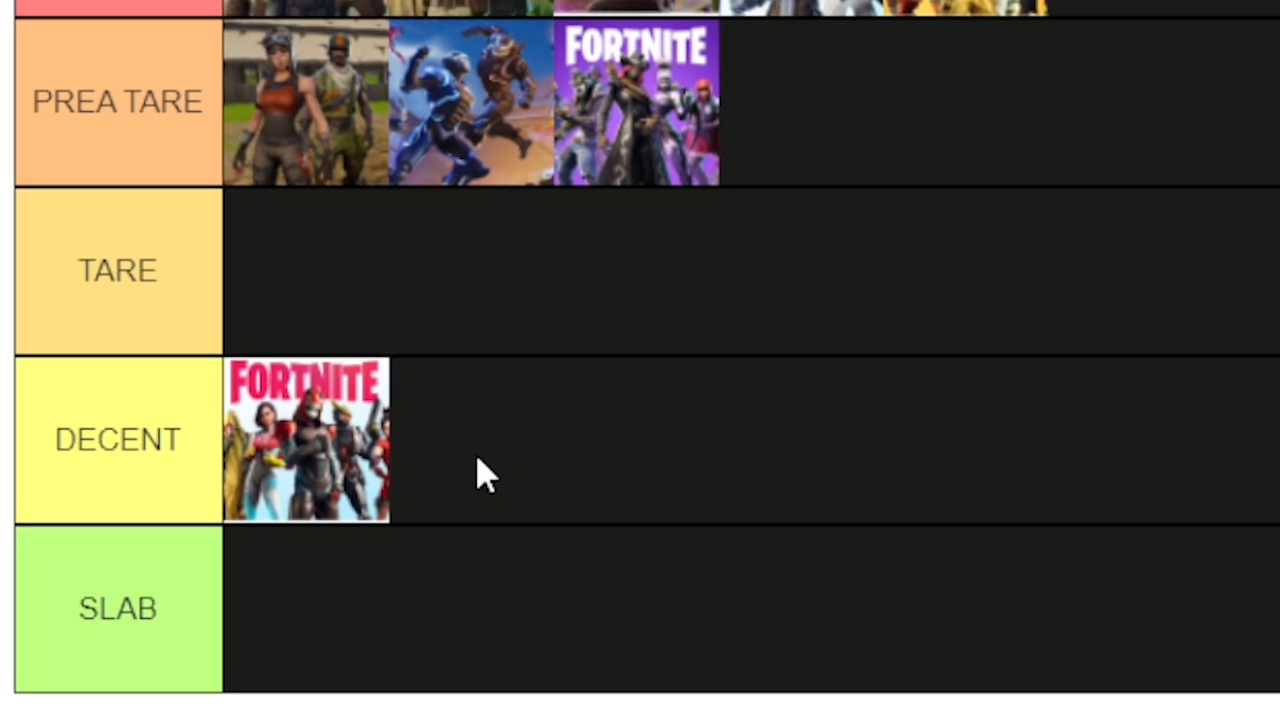 PREA TARE
FORTNITE
TARE
FORTNITE
DECENT
SLAB